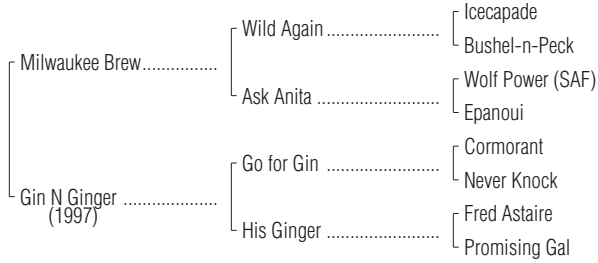 Icecapade
Wild Again
Bushel-n-Peck
Milwaukee Brew
Wolf Power (SAF)
Ask Anita
Epanoui
Cormorant
Go for Gin
Never Knock
Gin N Ginger
(1997)
Fred Astaire
His Ginger
Promising Gal